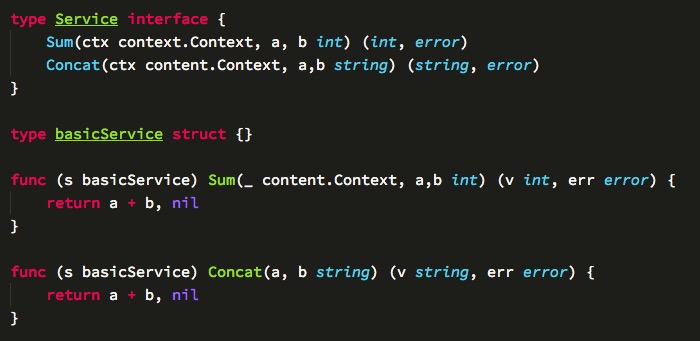 type Service interface {
    Sum(ctx context.Context, a, b int) (int, error)
    Concat(ctx content.Context, a,b string) (string, error)
}
type basicService struct {}
func (s basicService) Sum(_ content.Context, a,b int) (v int, err error) {
    return a + b, nil
}
func (s basicService) Concat(a, b string) (v string, err error) {
    return a + b, nil
}